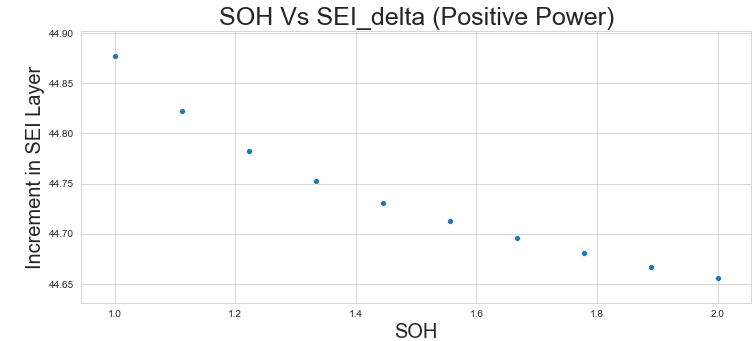 SOH Vs SEI_delta (Positive Power)
Increment in SEI Layer
44.90
44.85
44.80
44.75
44.70
44.65
1.0 1.2 1.4 1.6 1.8 2.0
SOH